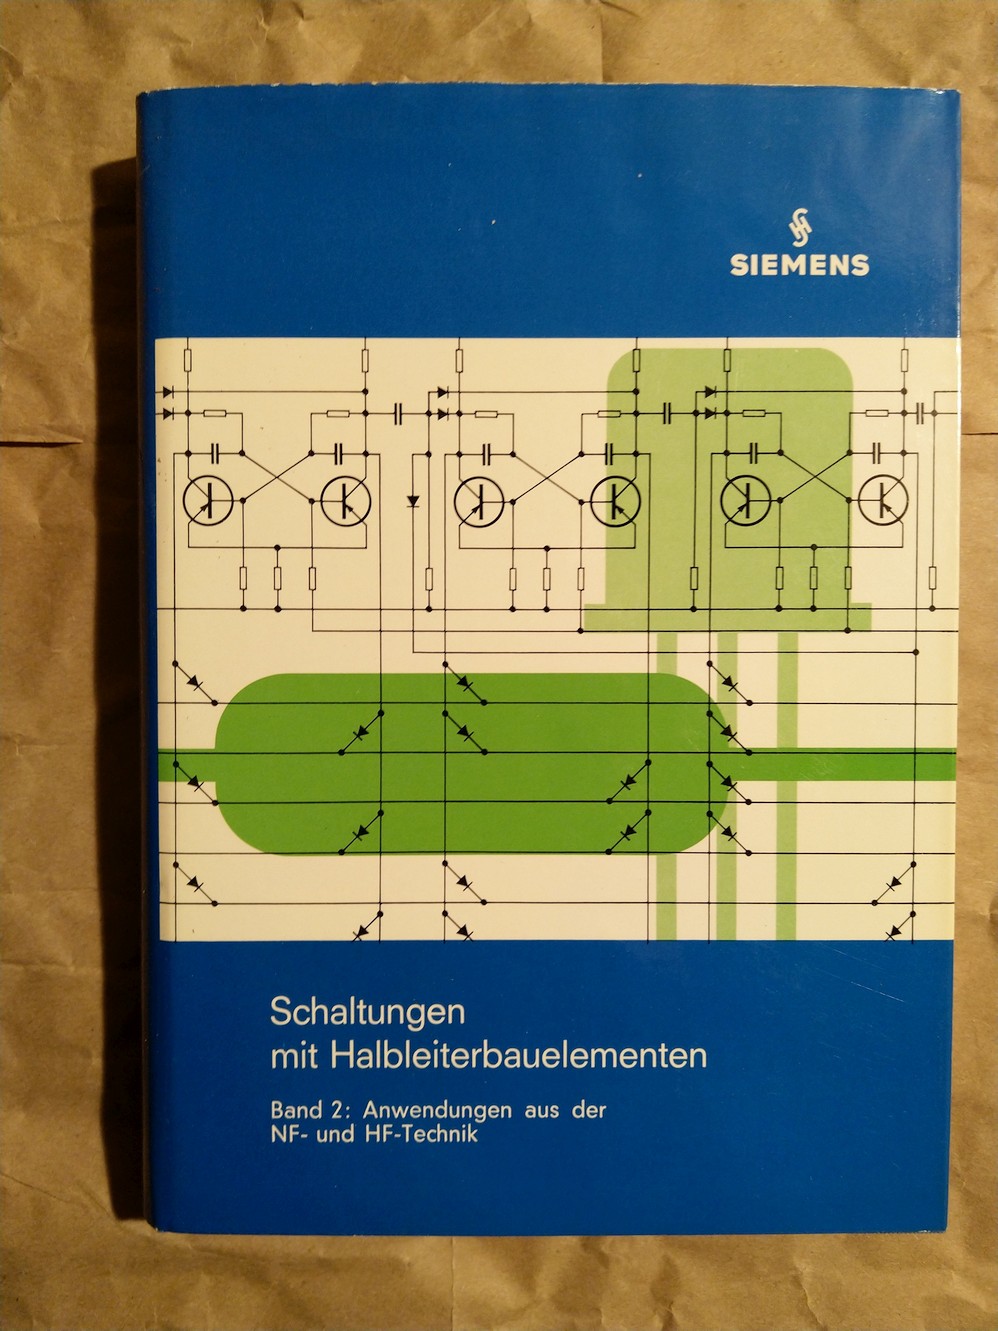 SIEMENS
Schaltungen
mit Halbleiterbauelementen
Band 2: Anwendungen aus der
NF- und HF-Technik